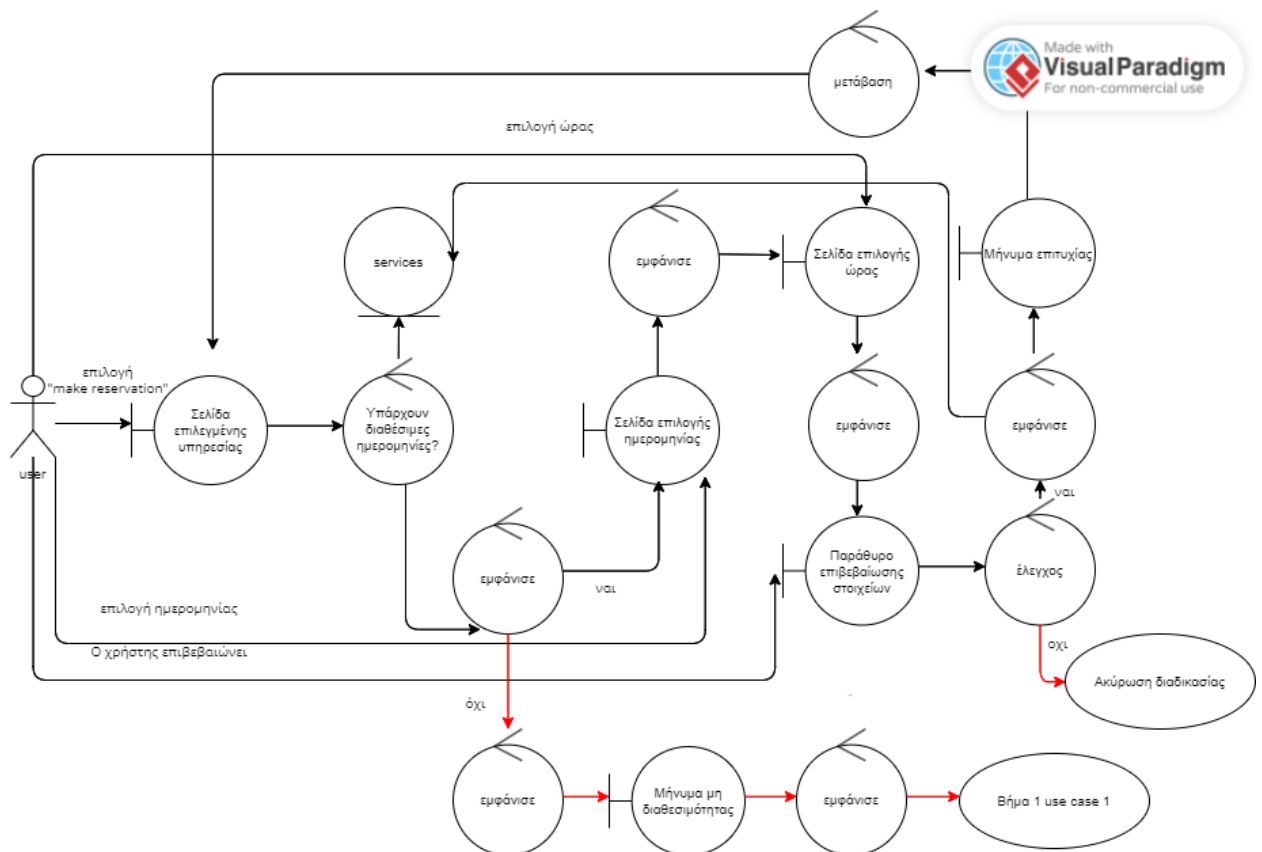 Made with
Visual Paradigm
For non-commercial use
μετάβαση
επιλογή ώρας
services
εμφάνισε
Σελίδα επιλογής
ώρας
Μήνυμα επιτυχίας
επιλογή
"make reservation"
user
Σελίδα
επιλεγμένης
υπηρεσίας
Υπάρχουν
διαθέσιμες
ημερομηνίες?
Σελίδα επιλογής
ημερομηνίας
εμφάνισε
εμφάνισε
ναι
εμφάνισε
ναι
Παράθυρο
επιβεβαίωσης
στοιχείων
έλεγχος
επιλογή ημερομηνίας
Ο χρήστης επιβεβαιώνει
οχι
Ακύρωση διαδικασίας
όχι
εμφάνισε
Μήνυμα μη
διαθεσιμότητας
εμφάνισε
Βήμα 1 use case 1